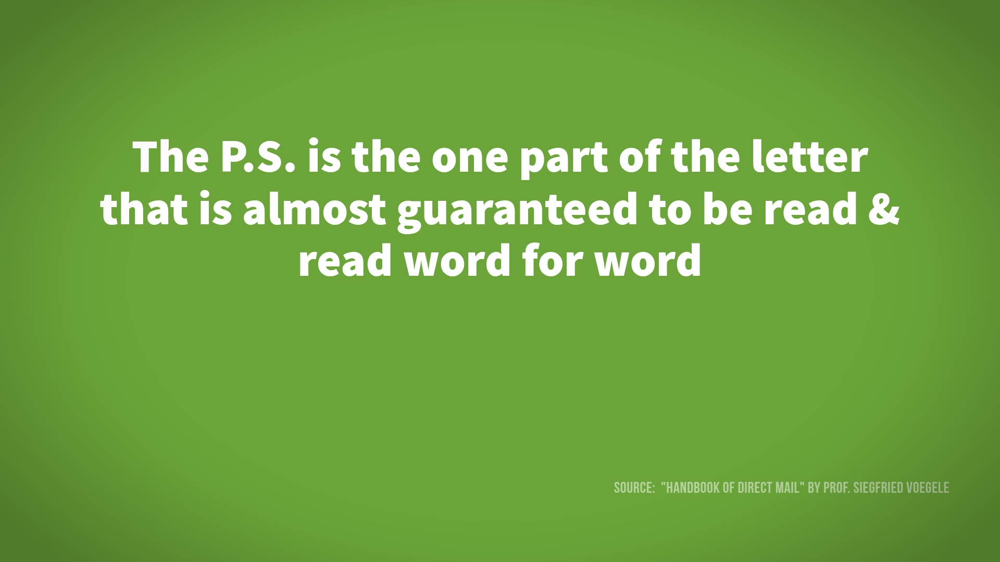 The P.S. is the one part of the letter
that is almost guaranteed to be read &
read word for word
SOURCE: "HANDBOOK OF DIRECT MAIL" BY PROF. SIEGFRIED VOEGELE